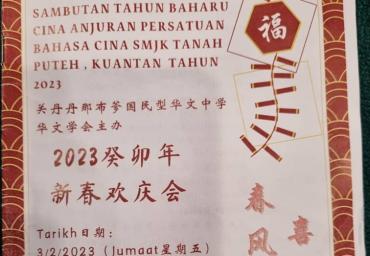 SAMBUTAN TAHUN BAHARU
CINA ANJURAN PERSATUAN
BAHASA CINA SMJK TANAH
PUTEH , KUANTAN TAHUN
2023
福
关丹丹那布爹国民型华文中学
华文学会主办
2023癸卯年
新春欢庆会
Tarikh日期:
3/2/2023 (Jumaat星期五)
春风
喜